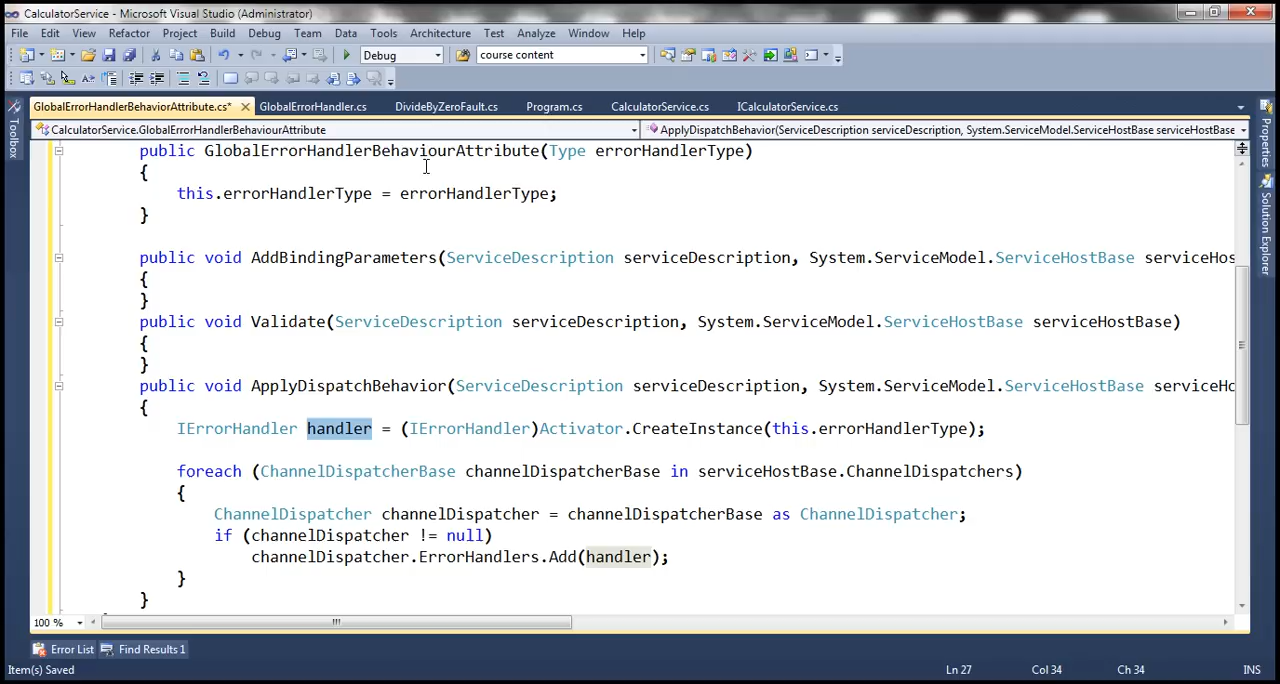 CalculatorService - Microsoft Visual Studio (Administrator)
File Edit View Refactor Project Build Debug Team Data Tools Architecture Test Analyze Window Help
Debug course content
GlobalErrorHandlerBehaviorAttribute.cs* GlobalErrorHandler.cs DivideByZeroFault.cs Program.cs CalculatorService.cs ICalculatorService.cs
CalculatorService.GlobalErrorHandlerBehaviourAttribute ApplyDispatchBehavior(ServiceDescription serviceDescription, System.ServiceModel.ServiceHostBase serviceHostBase
public GlobalErrorHandlerBehaviourAttribute(Type errorHandlerType)
{
this.errorHandlerType = errorHandlerType;
}
public void AddBindingParameters(ServiceDescription serviceDescription, System.ServiceModel.ServiceHostBase serviceHos
{
}
public void Validate(ServiceDescription serviceDescription, System.ServiceModel.ServiceHostBase serviceHostBase)
{
}
public void ApplyDispatchBehavior(ServiceDescription serviceDescription, System.ServiceModel.ServiceHostBase serviceHo
{
IErrorHandler handler = (IErrorHandler)Activator.CreateInstance(this.errorHandlerType);
foreach (ChannelDispatcherBase channelDispatcherBase in serviceHostBase.ChannelDispatchers)
{
ChannelDispatcher channelDispatcher = channelDispatcherBase as ChannelDispatcher;
if (channelDispatcher != null)
channelDispatcher.ErrorHandlers.Add(handler);
}
}
100 %
Error List Find Results 1
Item(s) Saved Ln 27 Col 34 Ch 34 INS
Toolbox
Properties
Solution Explorer